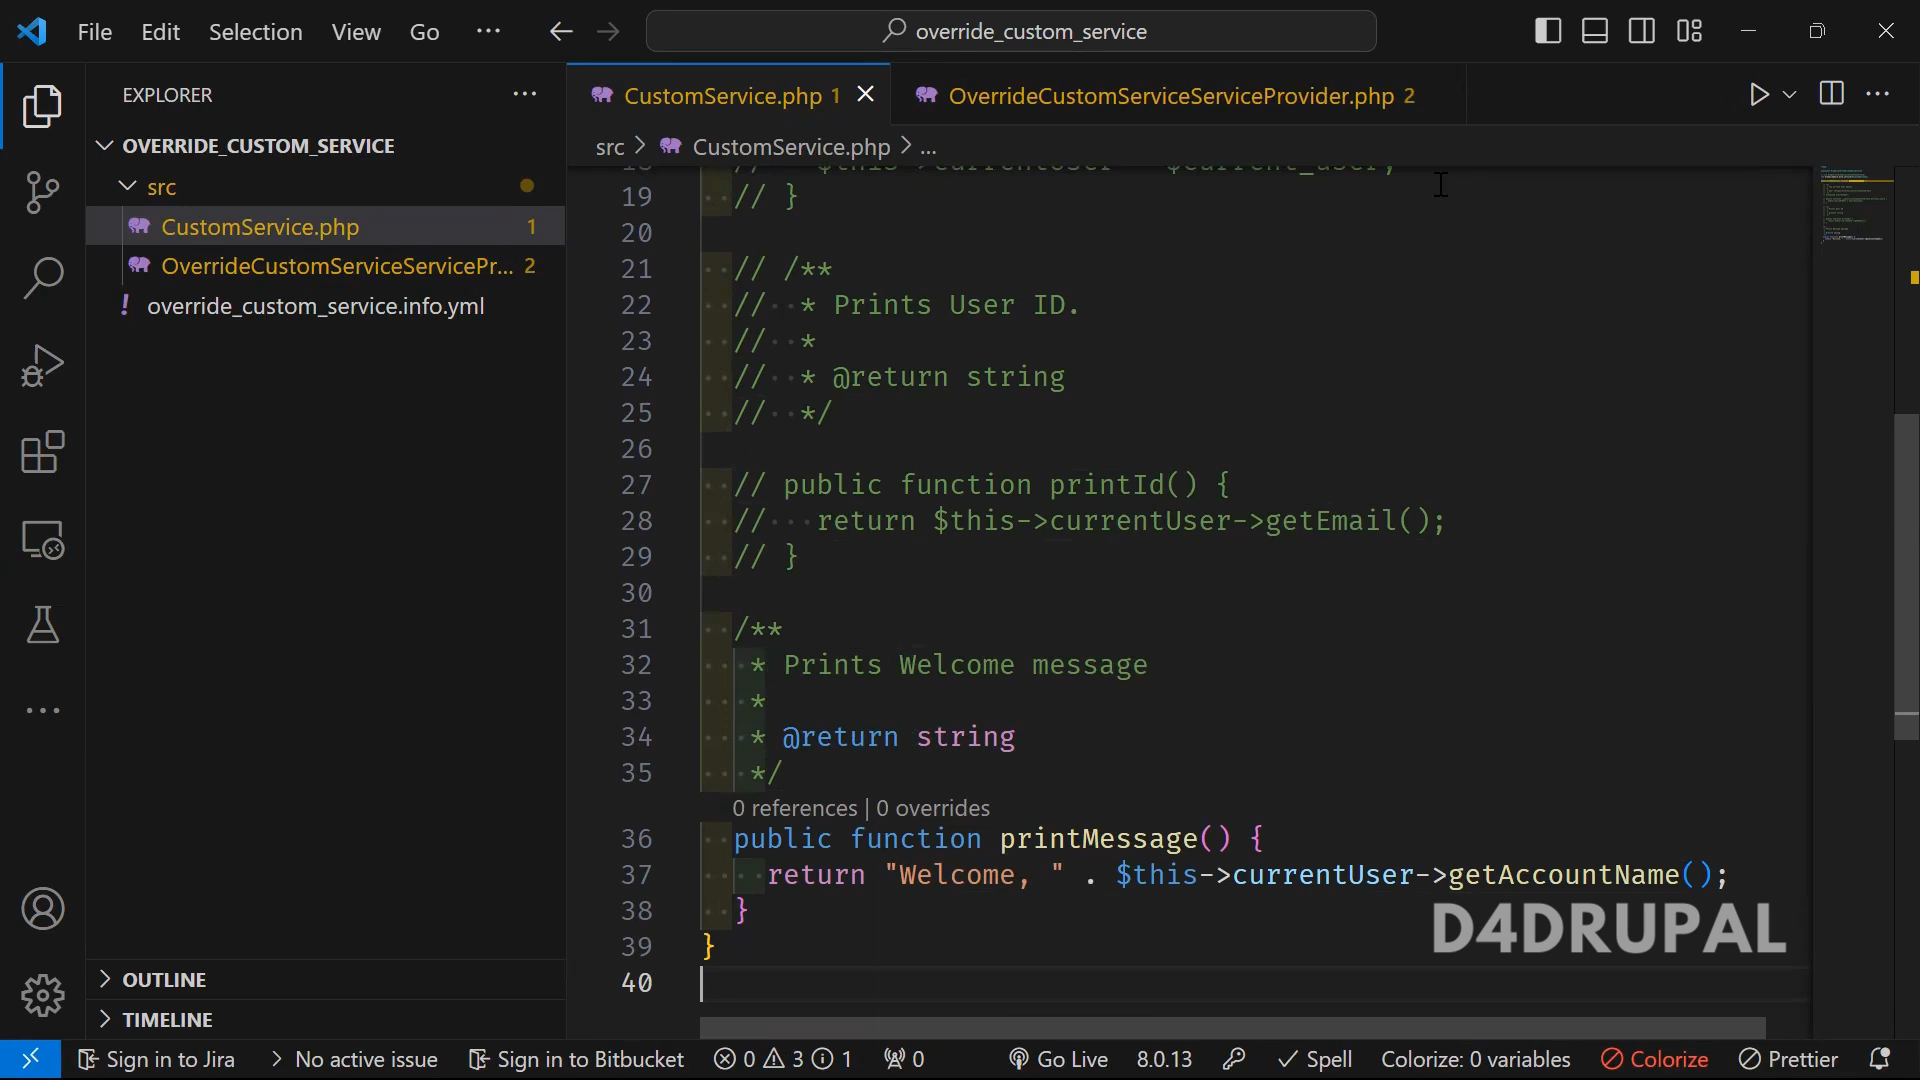 File Edit Selection View Go ··· override_custom_service
EXPLORER ···
OVERRIDE_CUSTOM_SERVICE
src
CustomService.php 1
OverrideCustomServiceServicePr... 2
! override_custom_service.info.yml
OUTLINE
TIMELINE
CustomService.php 1 OverrideCustomServiceServiceProvider.php 2
src > CustomService.php > ...
18 // $this->currentUser = $current_user;
19 // }
20
21 // /**
22 // * Prints User ID.
23 // *
24 // * @return string
25 // */
26
27 // public function printId() {
28 // return $this->currentUser->getEmail();
29 // }
30
31 /**
32 * Prints Welcome message
33 *
34 * @return string
35 */
0 references | 0 overrides
36 public function printMessage() {
37 return "Welcome, " . $this->currentUser->getAccountName();
38 }
39 }
40
D4DRUPAL
Sign in to Jira > No active issue Sign in to Bitbucket 0 3 1 0 Go Live 8.0.13 Spell Colorize: 0 variables Colorize Prettier